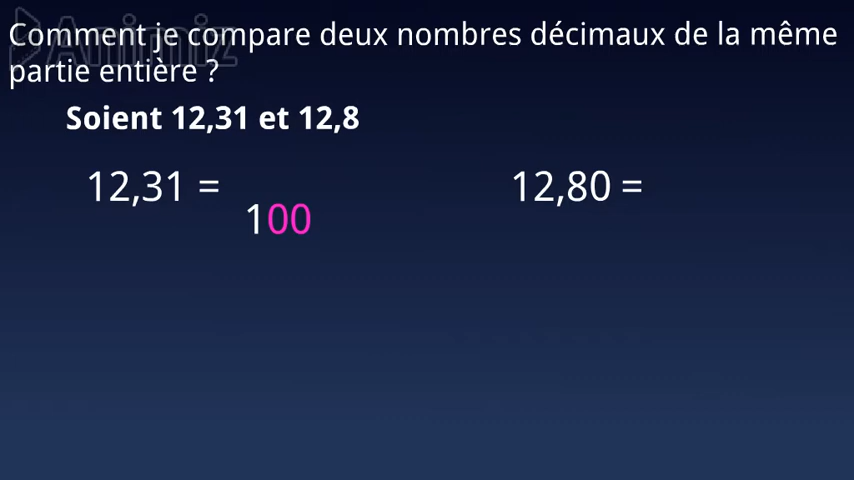 Animiz
Comment je compare deux nombres décimaux de la même
partie entière ?
Soient 12,31 et 12,8
12,31 =
100
12,80 =